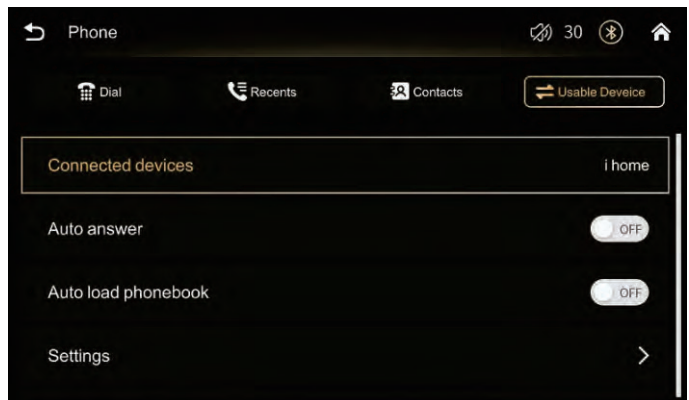 Phone 30
Dial Recents Contacts Usable Deveice
Connected devices i home
Auto answer OFF
Auto load phonebook OFF
Settings